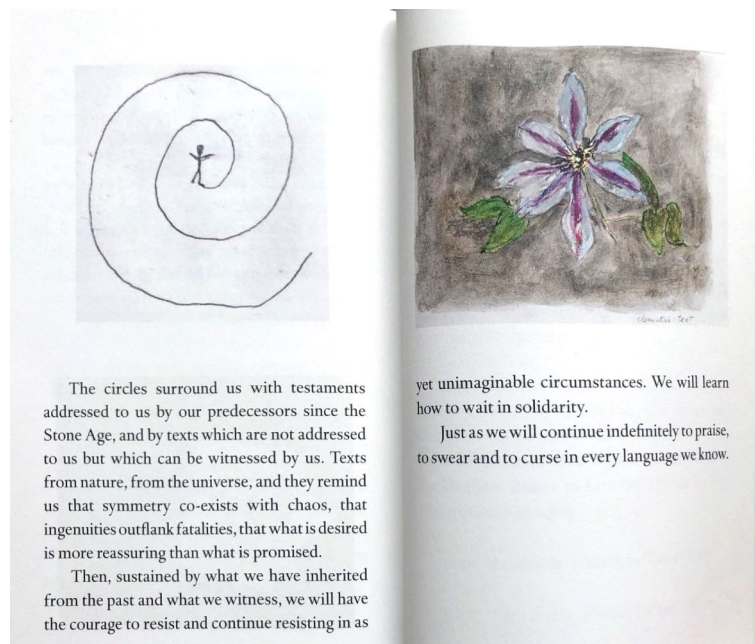 The circles surround us with testaments
addressed to us by our predecessors since the
Stone Age, and by texts which are not addressed
to us but which can be witnessed by us. Texts
from nature, from the universe, and they remind
us that symmetry co-exists with chaos, that
ingenuities outflank fatalities, that what is desired
is more reassuring than what is promised.
Then, sustained by what we have inherited
from the past and what we witness, we will have
the courage to resist and continue resisting in as
clematis text
yet unimaginable circumstances. We will learn
how to wait in solidarity.
Just as we will continue indefinitely to praise,
to swear and to curse in every language we know.